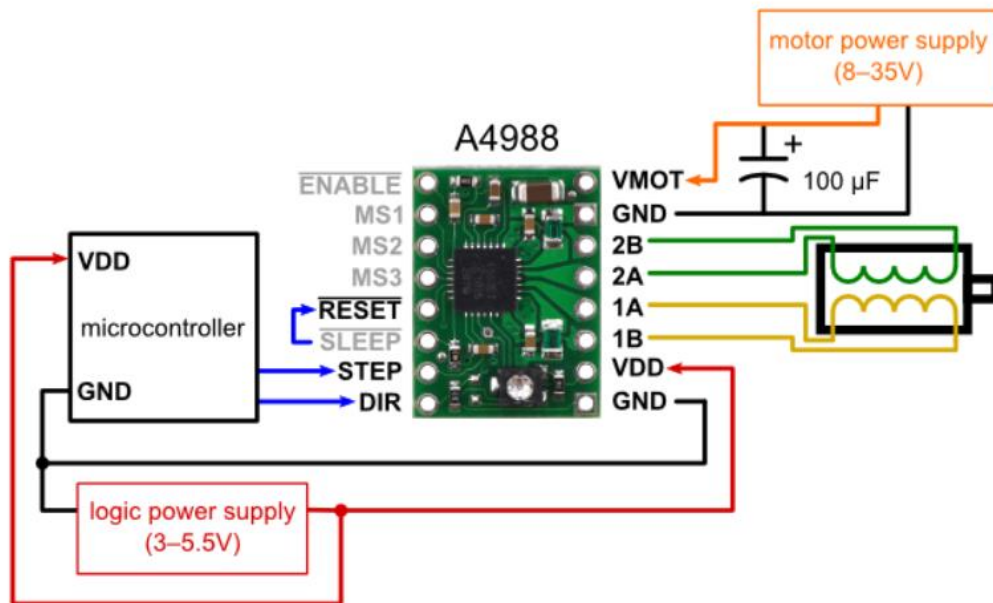 motor power supply
(8–35V)
A4988
+
100 µF
ENABLE
MS1
MS2
MS3
RESET
SLEEP
STEP
DIR
VMOT
GND
2B
2A
1A
1B
VDD
GND
VDD
microcontroller
GND
logic power supply
(3–5.5V)